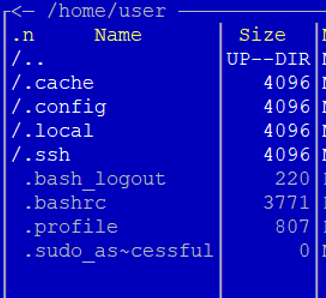 <— /home/user
.n Name Size
/.. UP--DIR
/.cache 4096
/.config 4096
/.local 4096
/.ssh 4096
.bash_logout 220
.bashrc 3771
.profile 807
.sudo_as~cessful 0